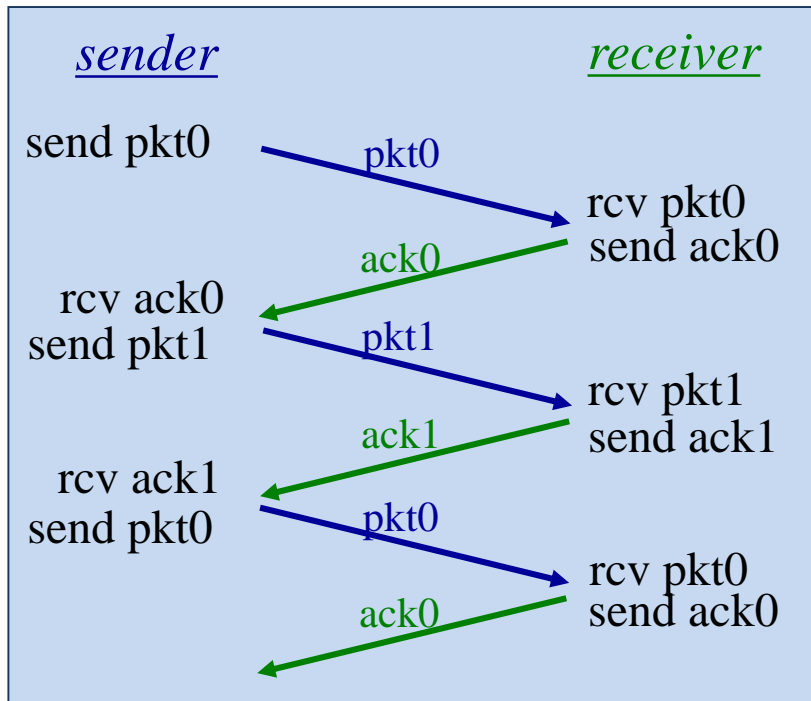 sender
receiver
send pkt0
pkt0
rcv pkt0
send ack0
ack0
rcv ack0
send pkt1
pkt1
rcv pkt1
send ack1
ack1
rcv ack1
send pkt0
pkt0
rcv pkt0
send ack0
ack0